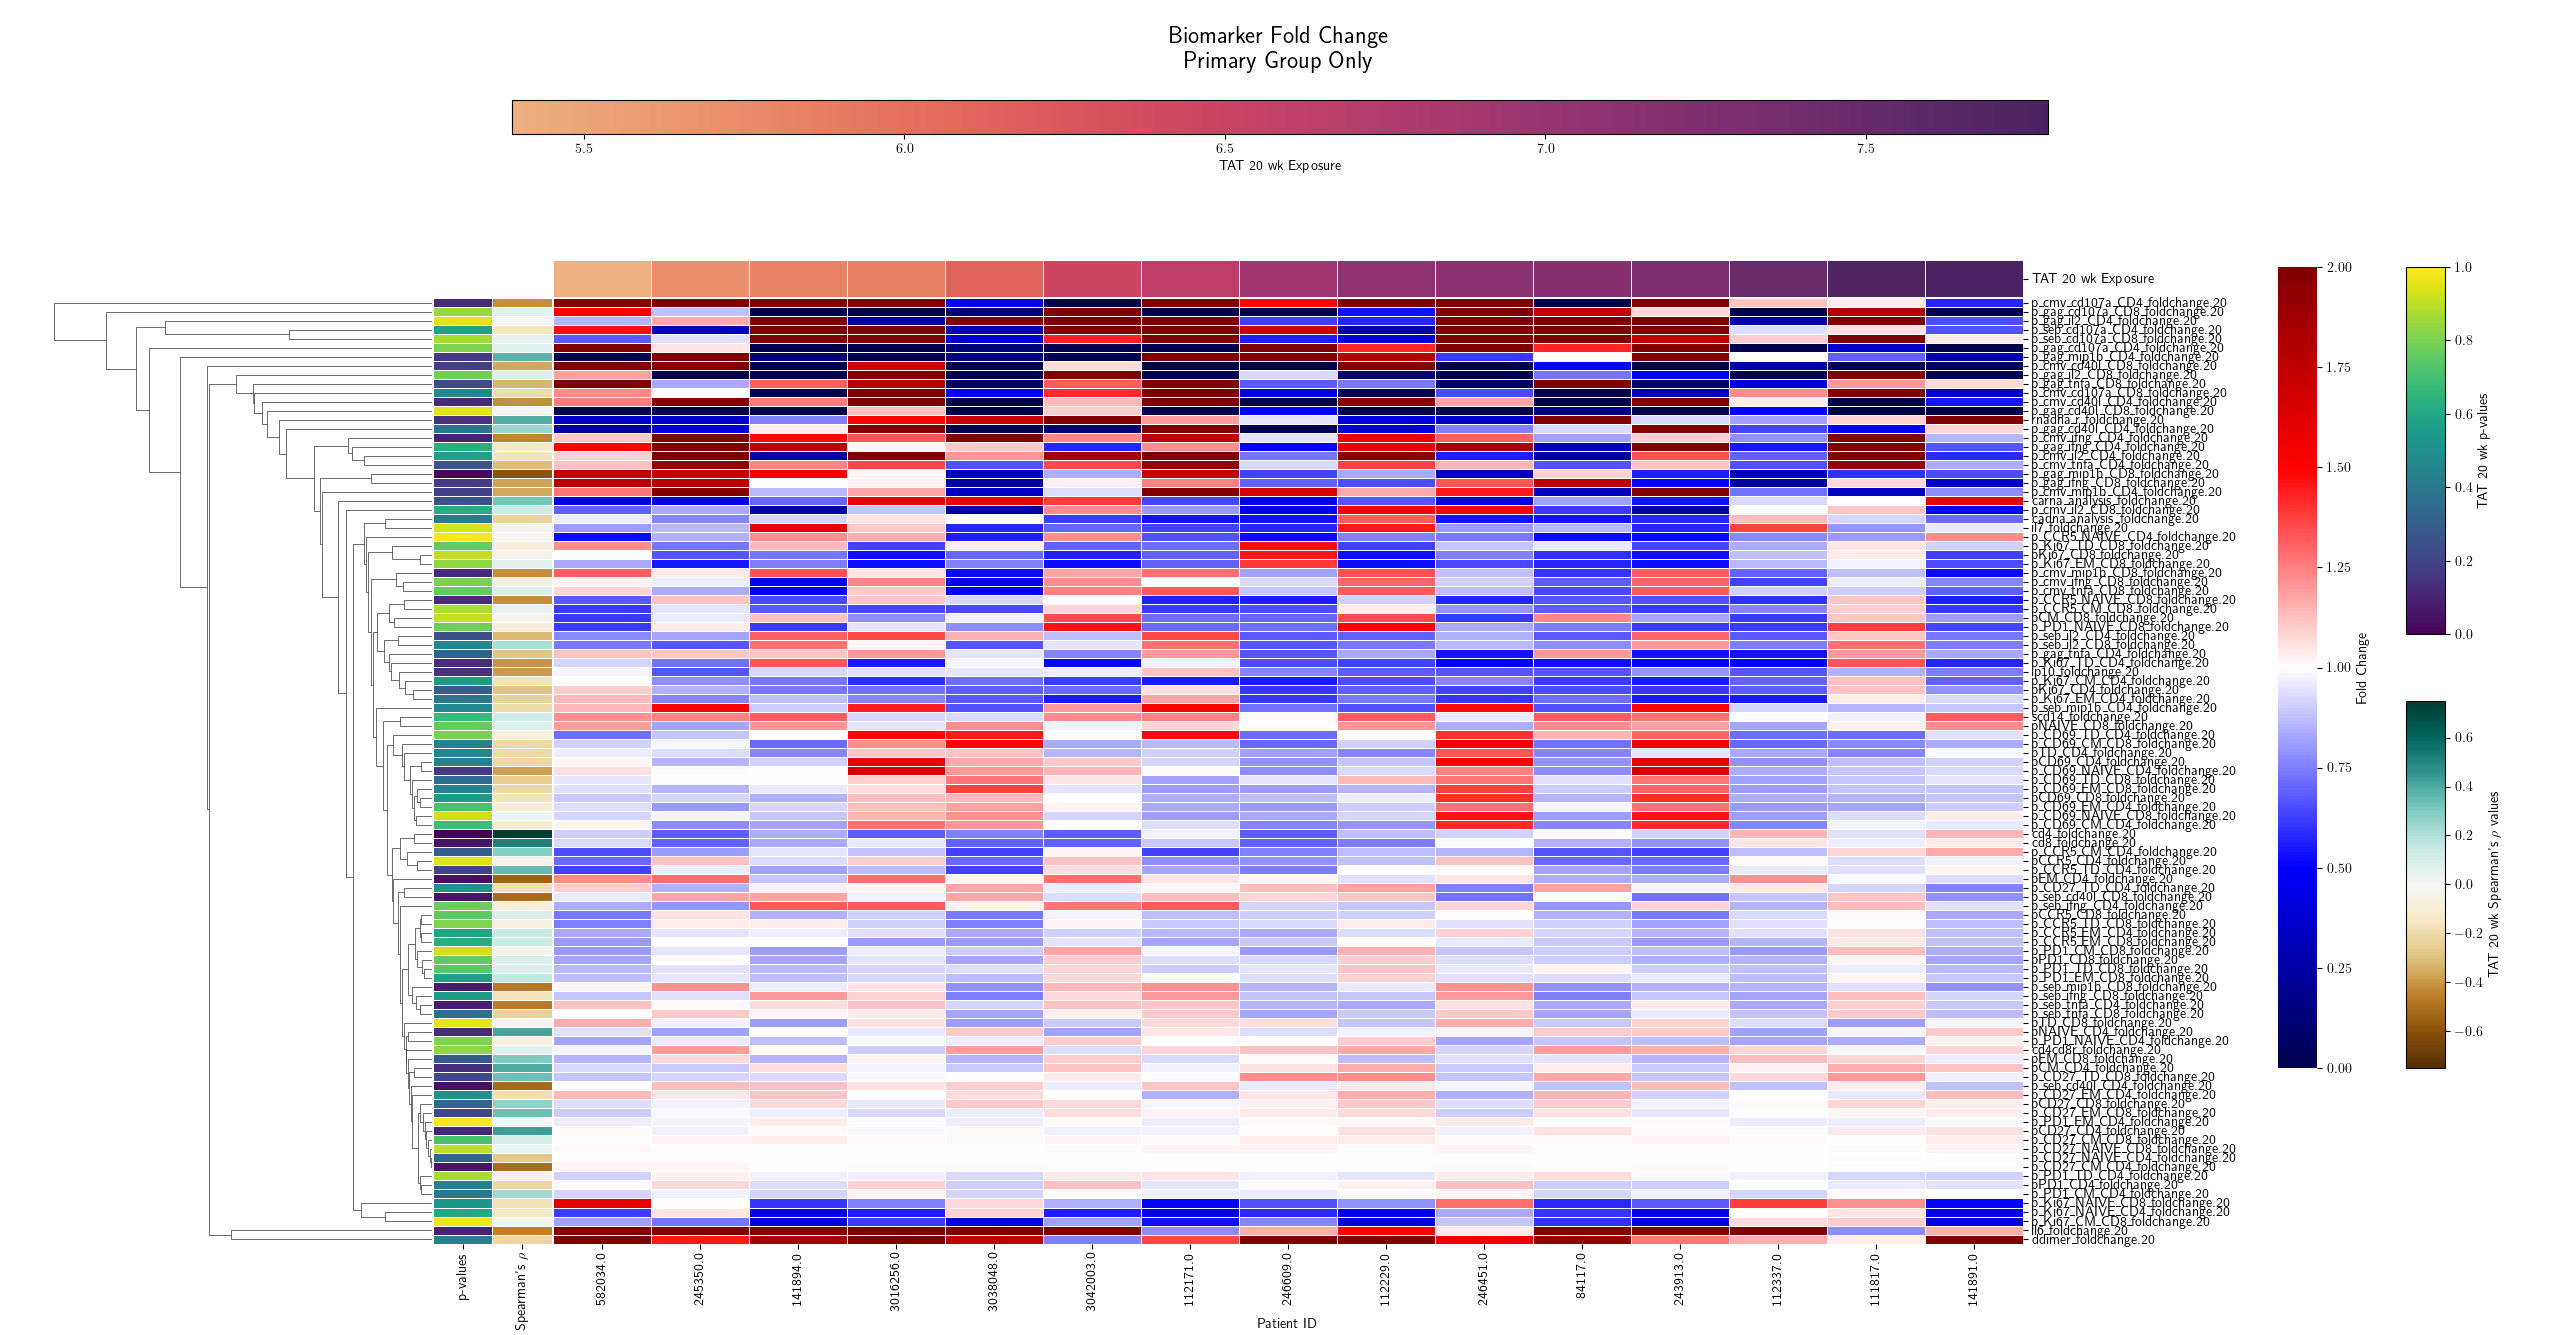 Biomarker Fold Change
Primary Group Only
5.5 6.0 6.5 7.0 7.5
TAT 20 wk Exposure
TAT 20 wk Exposure
p_cmv_cd107a_CD4_foldchange.20
p_gag_cd107a_CD8_foldchange.20
p_gag_il2_CD4_foldchange.20
p_seb_cd107a_CD4_foldchange.20
p_seb_cd107a_CD8_foldchange.20
p_gag_cd107a_CD4_foldchange.20
p_gag_mip1b_CD4_foldchange.20
p_cmv_cd40l_CD8_foldchange.20
p_gag_il2_CD8_foldchange.20
p_gag_tnfa_CD8_foldchange.20
p_cmv_cd107a_CD8_foldchange.20
p_cmv_cd40l_CD4_foldchange.20
p_gag_cd40l_CD8_foldchange.20
rnadna_r_foldchange.20
p_gag_cd40l_CD4_foldchange.20
p_cmv_ifng_CD4_foldchange.20
p_gag_ifng_CD8_foldchange.20
p_cmv_il2_CD4_foldchange.20
p_cmv_tnfa_CD4_foldchange.20
p_gag_mip1b_CD8_foldchange.20
p_gag_ifng_CD4_foldchange.20
p_cmv_mip1b_CD4_foldchange.20
carna_analysis_foldchange.20
p_cmv_il2_CD8_foldchange.20
cadna_analysis_foldchange.20
il7_foldchange.20
p_CCR5_NAIVE_CD4_foldchange.20
p_Ki67_TD_CD8_foldchange.20
pKi67_CD8_foldchange.20
p_Ki67_EM_CD8_foldchange.20
p_cmv_mip1b_CD8_foldchange.20
p_cmv_ifng_CD8_foldchange.20
p_cmv_tnfa_CD8_foldchange.20
p_CCR5_NAIVE_CD8_foldchange.20
p_CCR5_CM_CD8_foldchange.20
pCM_CD8_foldchange.20
p_PD1_NAIVE_CD8_foldchange.20
p_seb_il2_CD4_foldchange.20
p_seb_il2_CD8_foldchange.20
p_gag_tnfa_CD4_foldchange.20
p_Ki67_TD_CD4_foldchange.20
ip10_foldchange.20
p_Ki67_CM_CD4_foldchange.20
pKi67_CD4_foldchange.20
p_Ki67_EM_CD4_foldchange.20
p_seb_mip1b_CD4_foldchange.20
scd14_foldchange.20
pNAIVE_CD8_foldchange.20
p_CD69_TD_CD4_foldchange.20
p_CD69_CM_CD8_foldchange.20
pTD_CD4_foldchange.20
pCD69_CD4_foldchange.20
p_CD69_NAIVE_CD4_foldchange.20
p_CD69_TD_CD8_foldchange.20
p_CD69_EM_CD8_foldchange.20
pCD69_CD8_foldchange.20
p_CD69_EM_CD4_foldchange.20
p_CD69_NAIVE_CD8_foldchange.20
p_CD69_CM_CD4_foldchange.20
cd4_foldchange.20
cd8_foldchange.20
p_CCR5_CM_CD4_foldchange.20
pCCR5_CD4_foldchange.20
p_CCR5_TD_CD4_foldchange.20
pEM_CD4_foldchange.20
p_CD27_TD_CD4_foldchange.20
p_seb_cd40l_CD8_foldchange.20
p_seb_ifng_CD4_foldchange.20
pCCR5_CD8_foldchange.20
p_CCR5_TD_CD8_foldchange.20
p_CCR5_EM_CD4_foldchange.20
p_CCR5_EM_CD8_foldchange.20
p_PD1_CM_CD8_foldchange.20
pPD1_CD8_foldchange.20
p_PD1_TD_CD8_foldchange.20
p_PD1_EM_CD8_foldchange.20
p_seb_mip1b_CD8_foldchange.20
p_seb_ifng_CD8_foldchange.20
p_seb_tnfa_CD4_foldchange.20
p_seb_tnfa_CD8_foldchange.20
pTD_CD8_foldchange.20
pNAIVE_CD4_foldchange.20
p_PD1_NAIVE_CD4_foldchange.20
cd4cd8r_foldchange.20
pEM_CD8_foldchange.20
pCM_CD4_foldchange.20
p_CD27_TD_CD8_foldchange.20
p_seb_cd40l_CD4_foldchange.20
p_CD27_EM_CD4_foldchange.20
pCD27_CD8_foldchange.20
p_CD27_EM_CD8_foldchange.20
p_PD1_EM_CD4_foldchange.20
pCD27_CD4_foldchange.20
p_CD27_CM_CD8_foldchange.20
p_CD27_NAIVE_CD8_foldchange.20
p_CD27_NAIVE_CD4_foldchange.20
p_CD27_CM_CD4_foldchange.20
p_PD1_TD_CD4_foldchange.20
pPD1_CD4_foldchange.20
p_PD1_CM_CD4_foldchange.20
p_Ki67_NAIVE_CD8_foldchange.20
p_Ki67_NAIVE_CD4_foldchange.20
p_Ki67_CM_CD8_foldchange.20
il6_foldchange.20
ddimer_foldchange.20
p-values
Spearman's ρ
582034.0
245350.0
141894.0
3016256.0
3038048.0
3042003.0
112171.0
246609.0
112229.0
246451.0
84117.0
243913.0
112337.0
111817.0
141891.0
Patient ID
2.00
1.75
1.50
1.25
1.00
0.75
0.50
0.25
0.00
Fold Change
1.0
0.8
0.6
0.4
0.2
0.0
TAT 20 wk p-values
0.6
0.4
0.2
0.0
−0.2
−0.4
−0.6
TAT 20 wk Spearman's ρ values